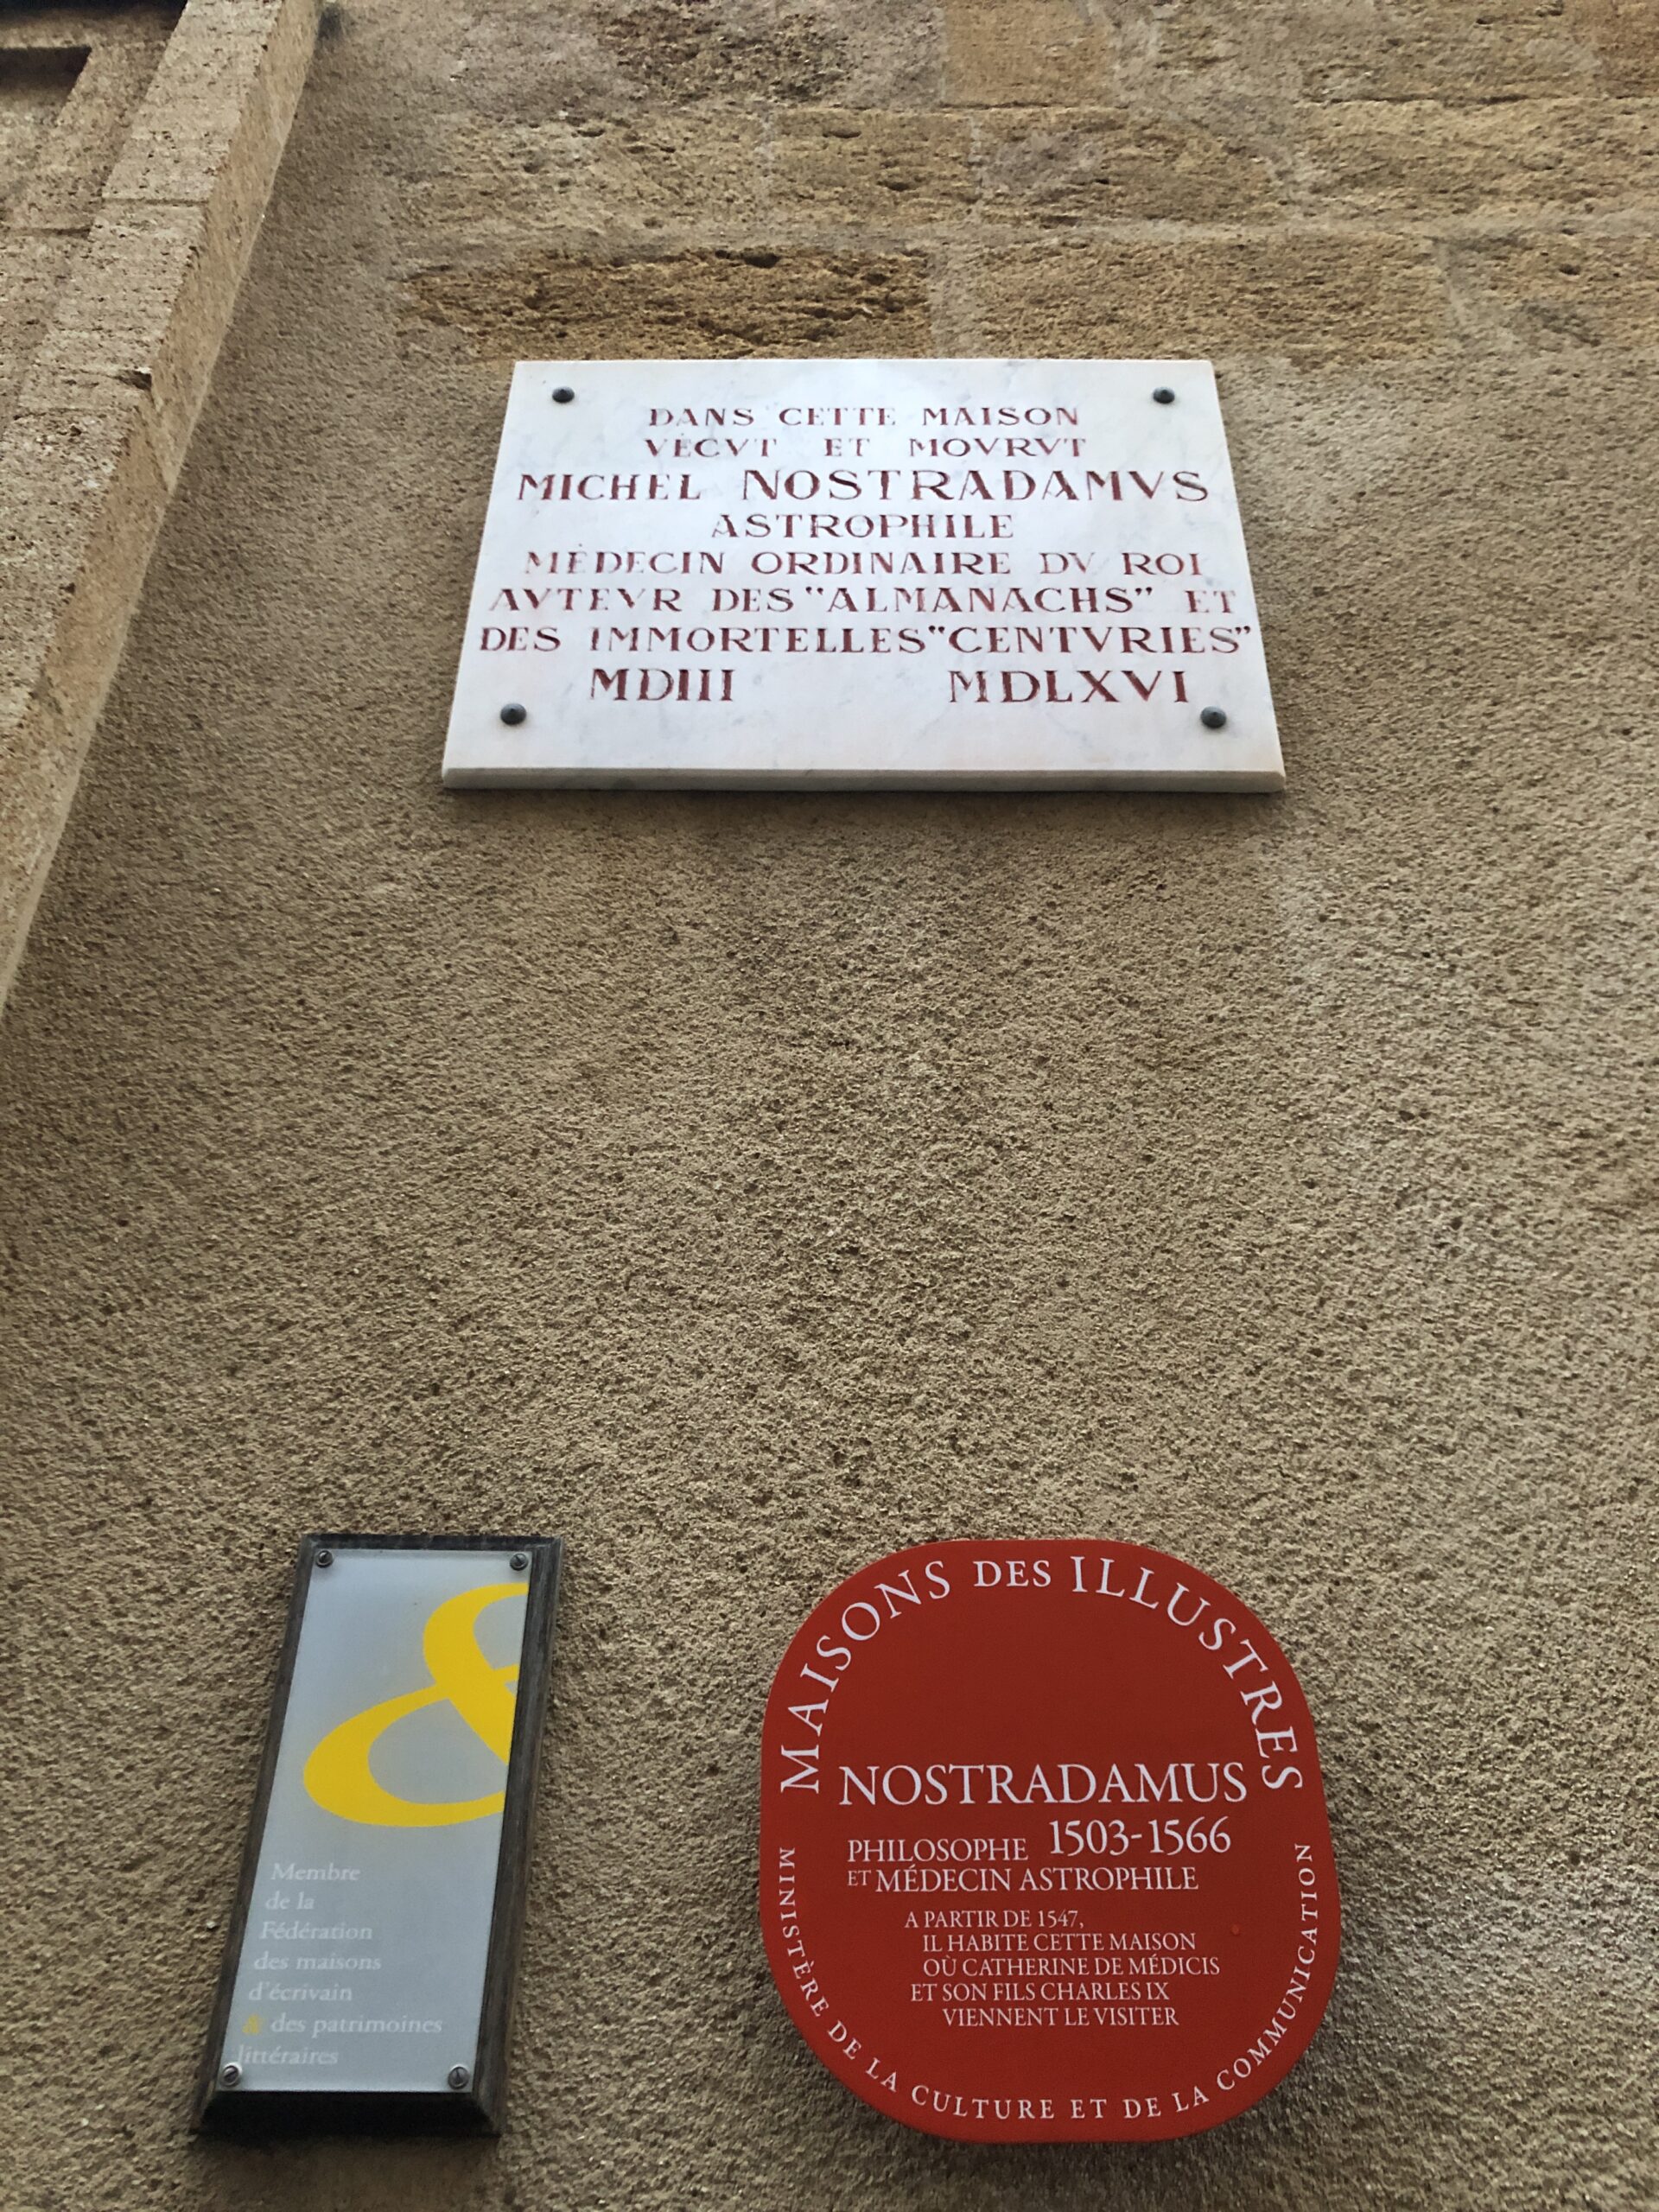 DANS CETTE MAISON
VÉCVT ET MOVRVT
MICHEL NOSTRADAMVS
ASTROPHILE
MÉDECIN ORDINAIRE DV ROI
AVTEVR DES "ALMANACHS" ET
DES IMMORTELLES "CENTVRIES"
MDIII MDLXVI
&
Membre
de la
Fédération
des maisons
d'écrivain
& des patrimoines
littéraires
MAISONS DES ILLUSTRES
NOSTRADAMUS
PHILOSOPHE 1503-1566
ET MÉDECIN ASTROPHILE
A PARTIR DE 1547,
IL HABITE CETTE MAISON
OÙ CATHERINE DE MÉDICIS
ET SON FILS CHARLES IX
VIENNENT LE VISITER
MINISTÈRE DE LA CULTURE ET DE LA COMMUNICATION